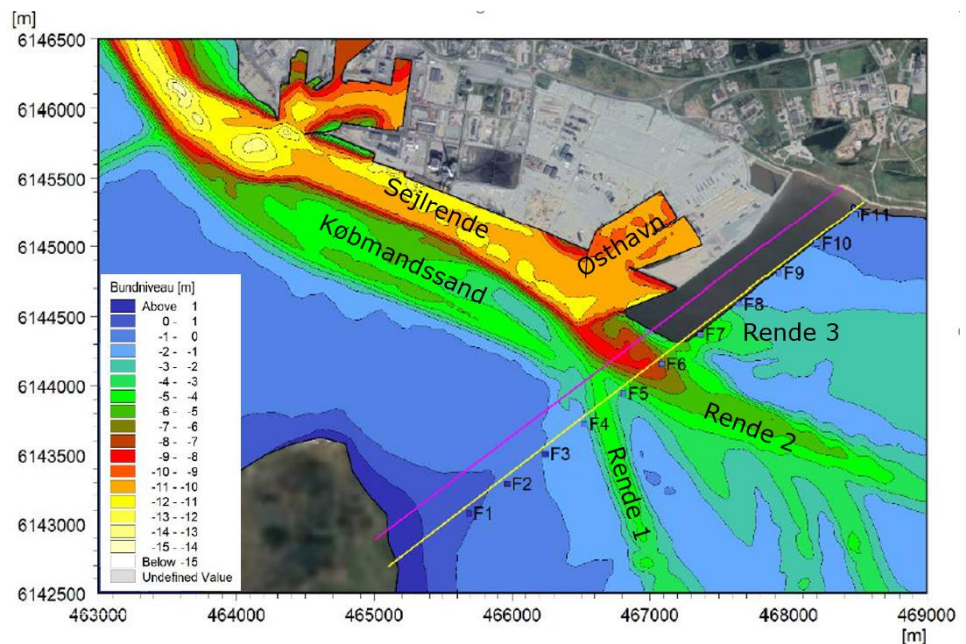 [m]
6146500
6146000
6145500
6145000
6144500
6144000
6143500
6143000
6142500
Sejlrende
Købmandssand
Østhavn
F11
F10
F9
F8
F7
Rende 3
F6
F5
Rende 2
F4
F3
Rende 1
F2
F1
Bundniveau [m]
Above 1
0 - 1
-1 - 0
-2 - -1
-3 - -2
-4 - -3
-5 - -4
-6 - -5
-7 - -6
-8 - -7
-9 - -8
-10 - -9
-11 - -10
-12 - -11
-13 - -12
-14 - -13
-15 - -14
Below -15
Undefined Value
463000 464000 465000 466000 467000 468000 469000
[m]